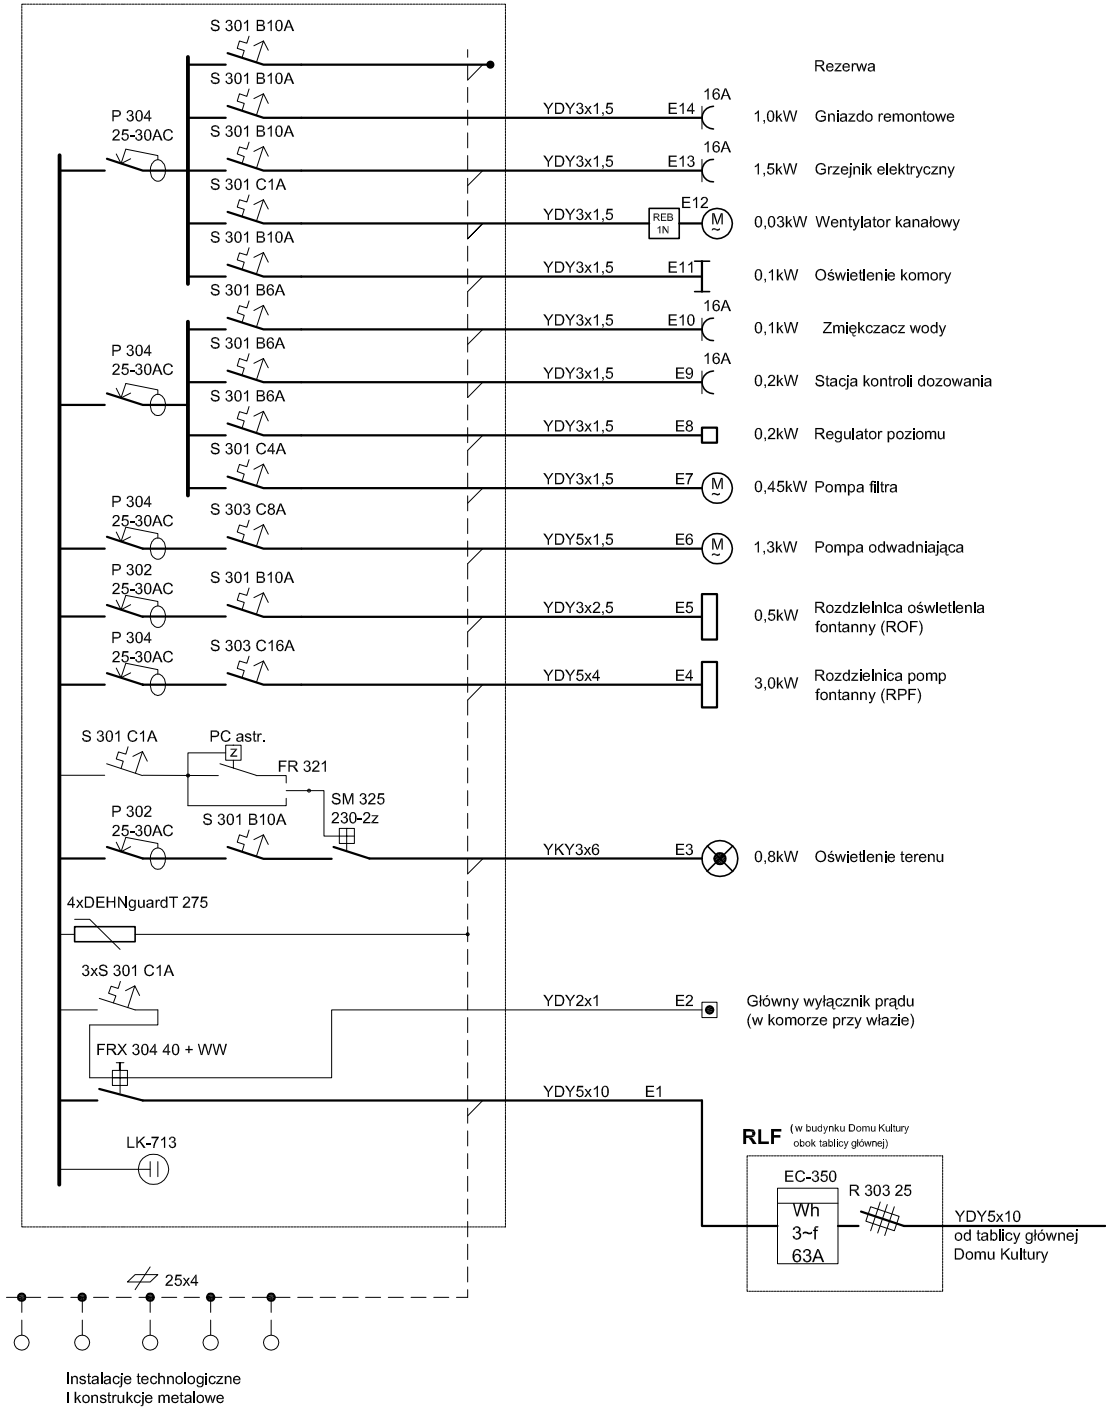 S 301 B10A
Rezerwa
S 301 B10A
16A
P 304
25-30AC
YDY3x1,5
E14
1,0kW
Gniazdo remontowe
S 301 B10A
16A
YDY3x1,5
E13
1,5kW
Grzejnik elektryczny
S 301 C1A
YDY3x1,5
REB
1N
E12
M
~
0,03kW
Wentylator kanałowy
S 301 B10A
YDY3x1,5
E11
0,1kW
Oświetlenie komory
S 301 B6A
16A
YDY3x1,5
E10
0,1kW
Zmiękczacz wody
P 304
25-30AC
S 301 B6A
16A
YDY3x1,5
E9
0,2kW
Stacja kontroli dozowania
S 301 B6A
YDY3x1,5
E8
0,2kW
Regulator poziomu
S 301 C4A
YDY3x1,5
E7
M
~
0,45kW
Pompa filtra
P 304
25-30AC
S 303 C8A
YDY5x1,5
E6
M
~
1,3kW
Pompa odwadniająca
P 302
25-30AC
S 301 B10A
YDY3x2,5
E5
0,5kW
Rozdzielnica oświetlenia
fontanny (ROF)
P 304
25-30AC
S 303 C16A
YDY5x4
E4
3,0kW
Rozdzielnica pomp
fontanny (RPF)
S 301 C1A
PC astr.
Z
FR 321
SM 325
230-2z
P 302
25-30AC
S 301 B10A
YKY3x6
E3
0,8kW
Oświetlenie terenu
4xDEHNguardT 275
3xS 301 C1A
YDY2x1
E2
Główny wyłącznik prądu
(w komorze przy włazie)
FRX 304 40 + WW
YDY5x10
E1
LK-713
RLF
(w budynku Domu Kultury
obok tablicy głównej)
EC-350
Wh
3~f
63A
R 303 25
YDY5x10
od tablicy głównej
Domu Kultury
25x4
Instalacje technologiczne
I konstrukcje metalowe